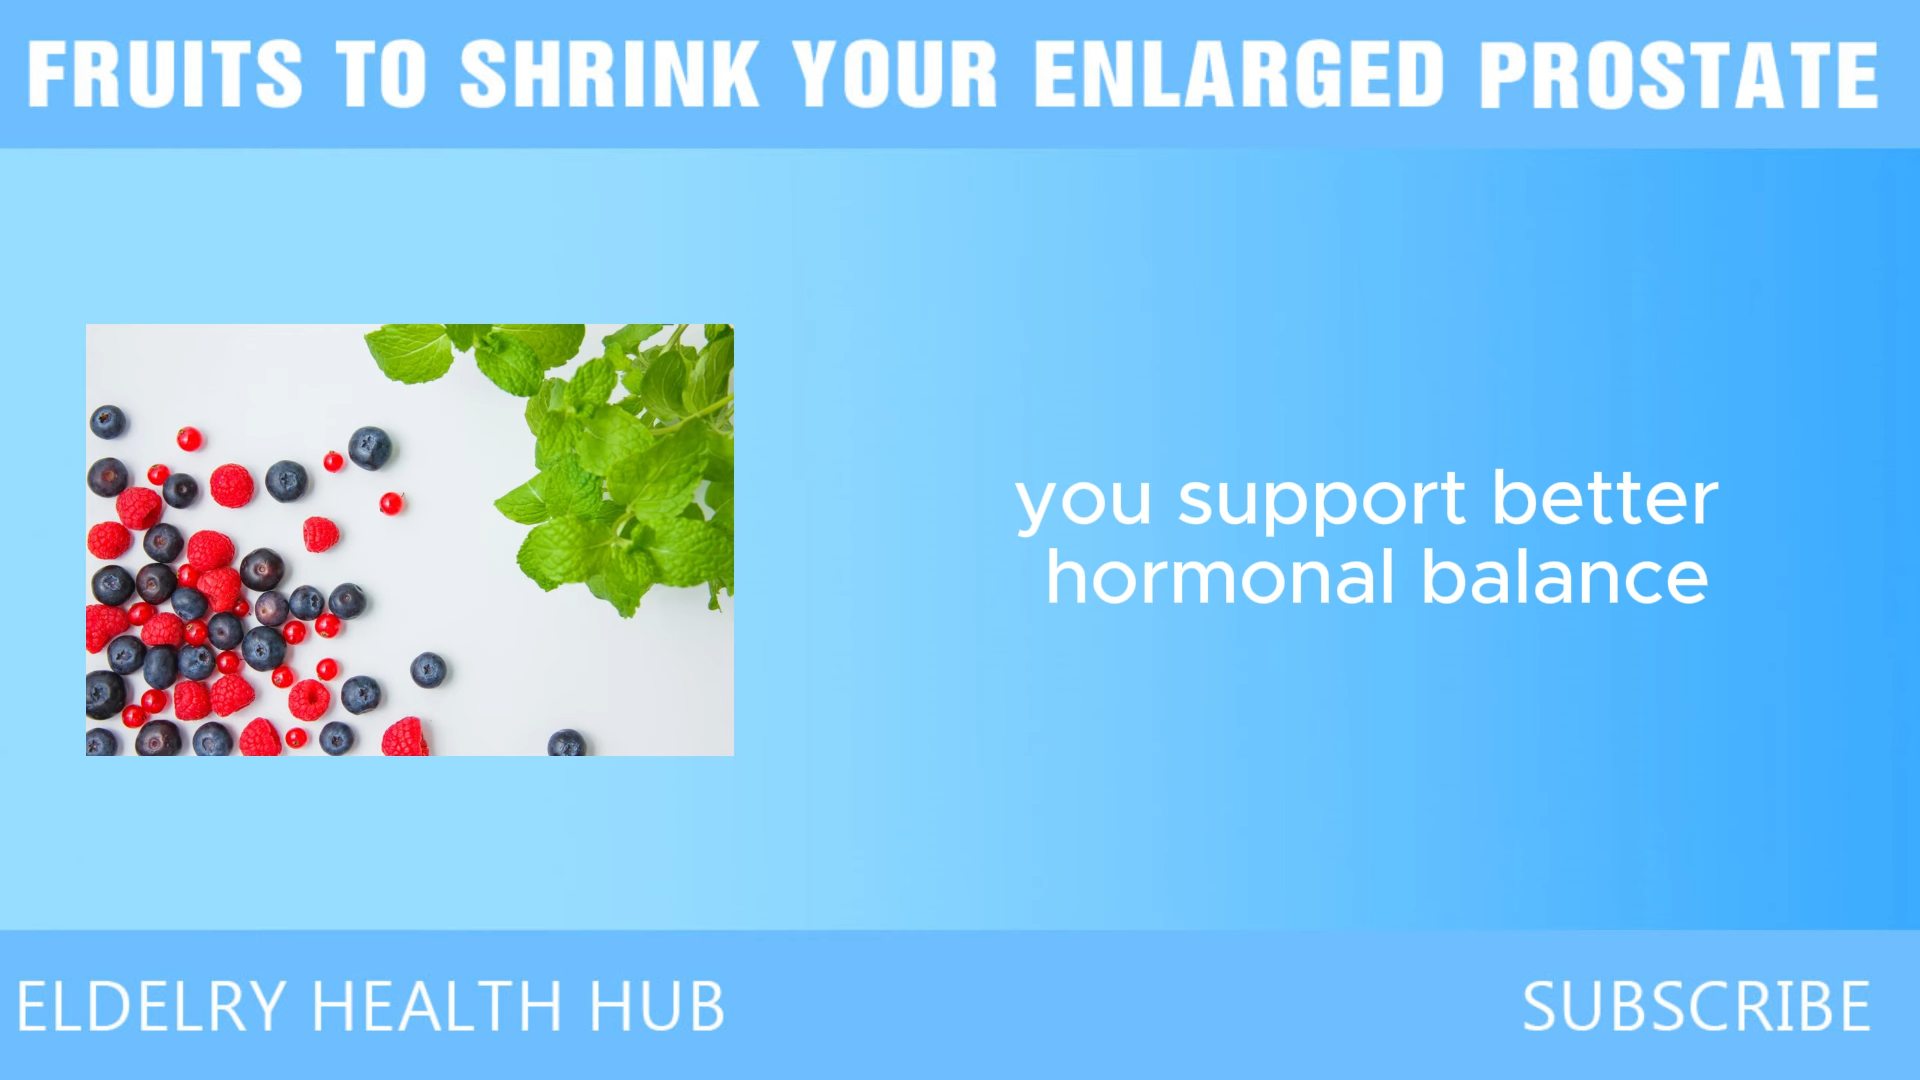 FRUITS TO SHRINK YOUR ENLARGED PROSTATE
you support better
hormonal balance
ELDELRY HEALTH HUB
SUBSCRIBE